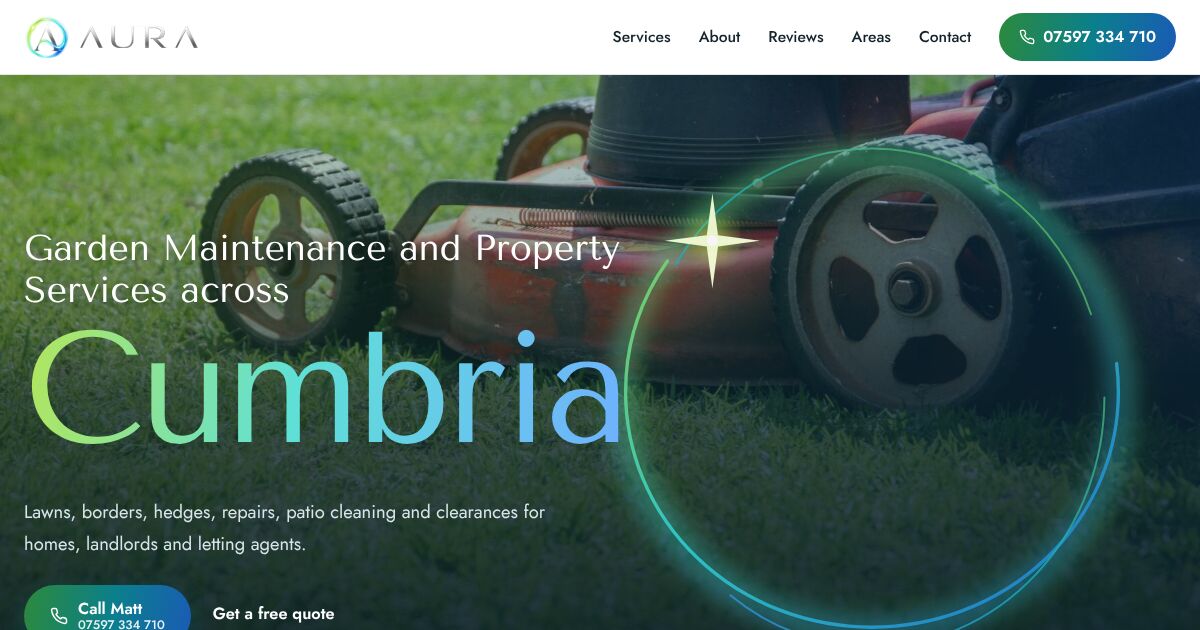 AURA
Services
About
Reviews
Areas
Contact
07597 334 710
Garden Maintenance and Property
Services across
Cumbria
Lawns, borders, hedges, repairs, patio cleaning and clearances for
homes, landlords and letting agents.
Call Matt
07597 334 710
Get a free quote